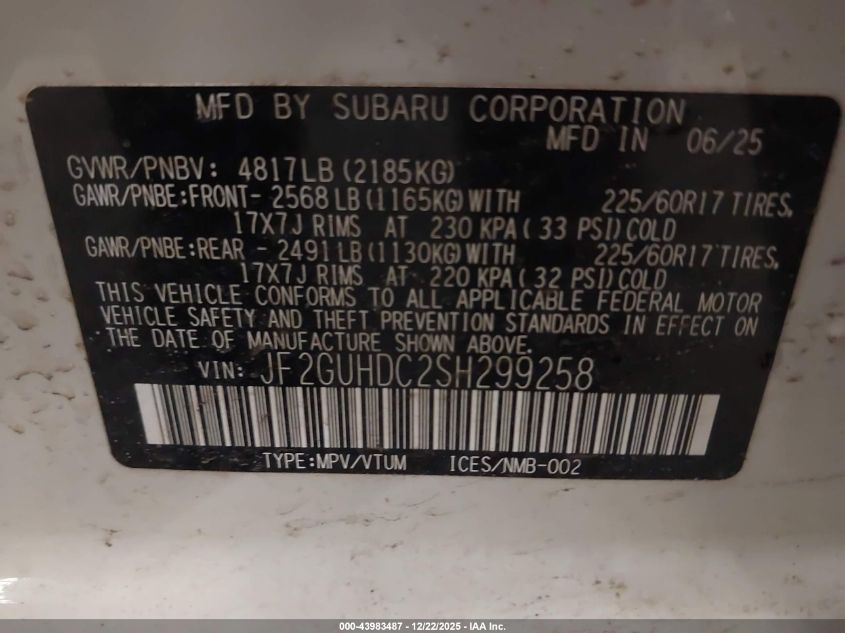 MFD BY SUBARU CORPORATION
MFD IN 06/25
GVWR/PNBV: 4817LB (2185KG)
GAWR/PNBE:FRONT- 2568LB (1165KG) WITH 225/60R17 TIRES,
17X7J RIMS AT 230 KPA ( 33 PSI) COLD
GAWR/PNBE:REAR - 2491LB (1130KG) WITH 225/60R17 TIRES,
17X7J RIMS AT 220 KPA ( 32 PSI) COLD
THIS VEHICLE CONFORMS TO ALL APPLICABLE FEDERAL MOTOR
VEHICLE SAFETY AND THEFT PREVENTION STANDARDS IN EFFECT ON
THE DATE OF MANUFACTURE SHOWN ABOVE.
VIN: JF2GUHDC2SH299258
TYPE:MPV/VTUM ICES/NMB-002
000-43983487 - 12/22/2025 - IAA Inc.